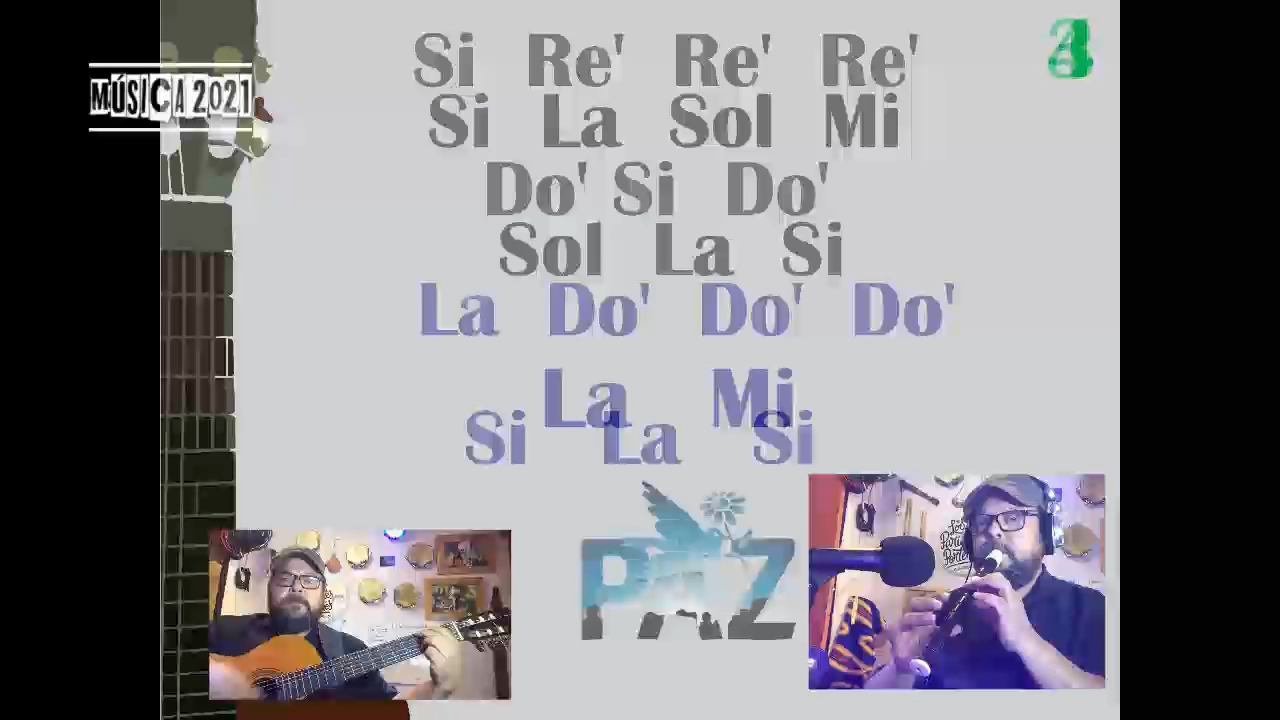 MÚSICA 2021
Si Re' Re' Re'
Si La Sol Mi
Do' Si Do'
Sol La Si
La Do' Do' Do'
La Mi
Si La Si
PAZ